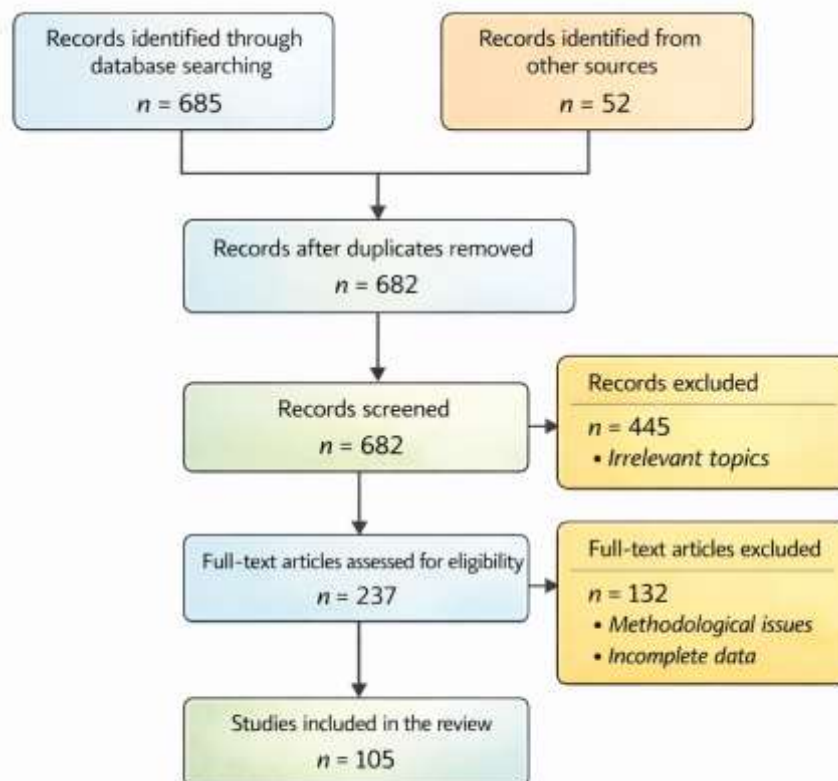 Records identified through
database searching
n = 685
Records identified from
other sources
n = 52
Records after duplicates removed
n = 682
Records screened
n = 682
Records excluded
n = 445
• Irrelevant topics
Full-text articles assessed for eligibility
n = 237
Full-text articles excluded
n = 132
• Methodological issues
• Incomplete data
Studies included in the review
n = 105